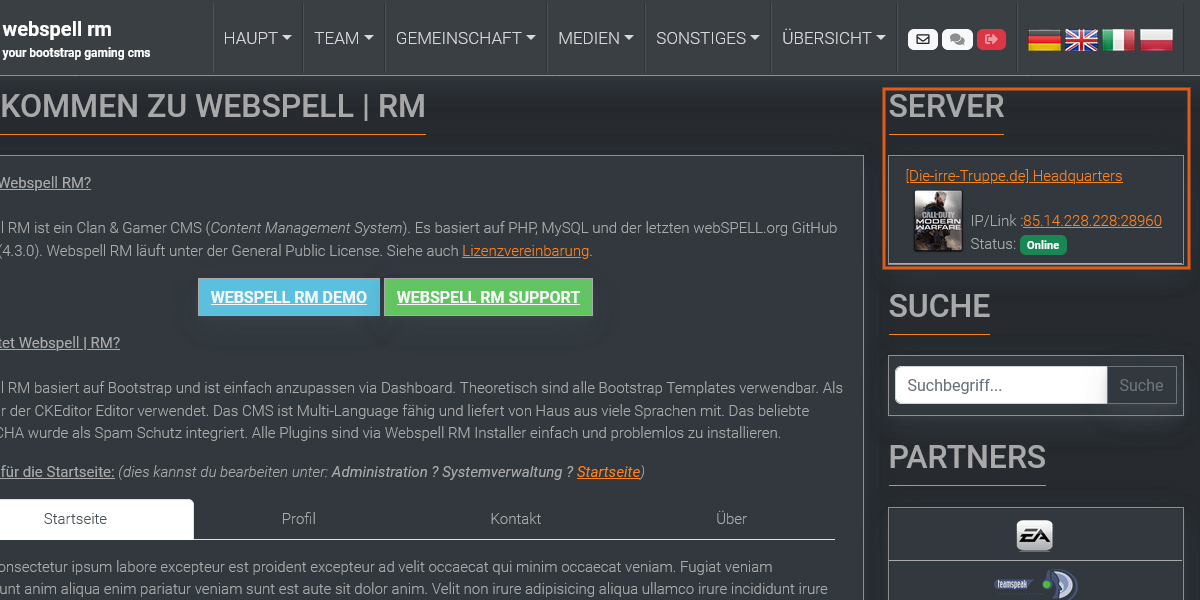 webspell rm
your bootstrap gaming cms
HAUPT
TEAM
GEMEINSCHAFT
MEDIEN
SONSTIGES
ÜBERSICHT
KOMMEN ZU WEBSPELL | RM
Webspell RM?
l RM ist ein Clan & Gamer CMS (Content Management System). Es basiert auf PHP, MySQL und der letzten webSPELL.org GitHub
(4.3.0). Webspell RM läuft unter der General Public License. Siehe auch Lizenzvereinbarung.
WEBSPELL RM DEMO
WEBSPELL RM SUPPORT
tet Webspell | RM?
l RM basiert auf Bootstrap und ist einfach anzupassen via Dashboard. Theoretisch sind alle Bootstrap Templates verwendbar. Als
r der CKEditor Editor verwendet. Das CMS ist Multi-Language fähig und liefert von Haus aus viele Sprachen mit. Das beliebte
CHA wurde als Spam Schutz integriert. Alle Plugins sind via Webspell RM Installer einfach und problemlos zu installieren.
für die Startseite: (dies kannst du bearbeiten unter: Administration ? Systemverwaltung ? Startseite)
Startseite
Profil
Kontakt
Über
onsectetur ipsum labore excepteur est proident excepteur ad velit occaecat qui minim occaecat veniam. Fugiat veniam
unt anim aliqua enim pariatur veniam sunt est aute sit dolor anim. Velit non irure adipisicing aliqua ullamco irure incididunt irure
SERVER
[Die-irre-Truppe.de] Headquarters
CALL OF DUTY
MODERN
WARFARE
IP/Link :85.14.228.228:28960
Status: Online
SUCHE
Suchbegriff...
Suche
PARTNERS
EA
teamspeak